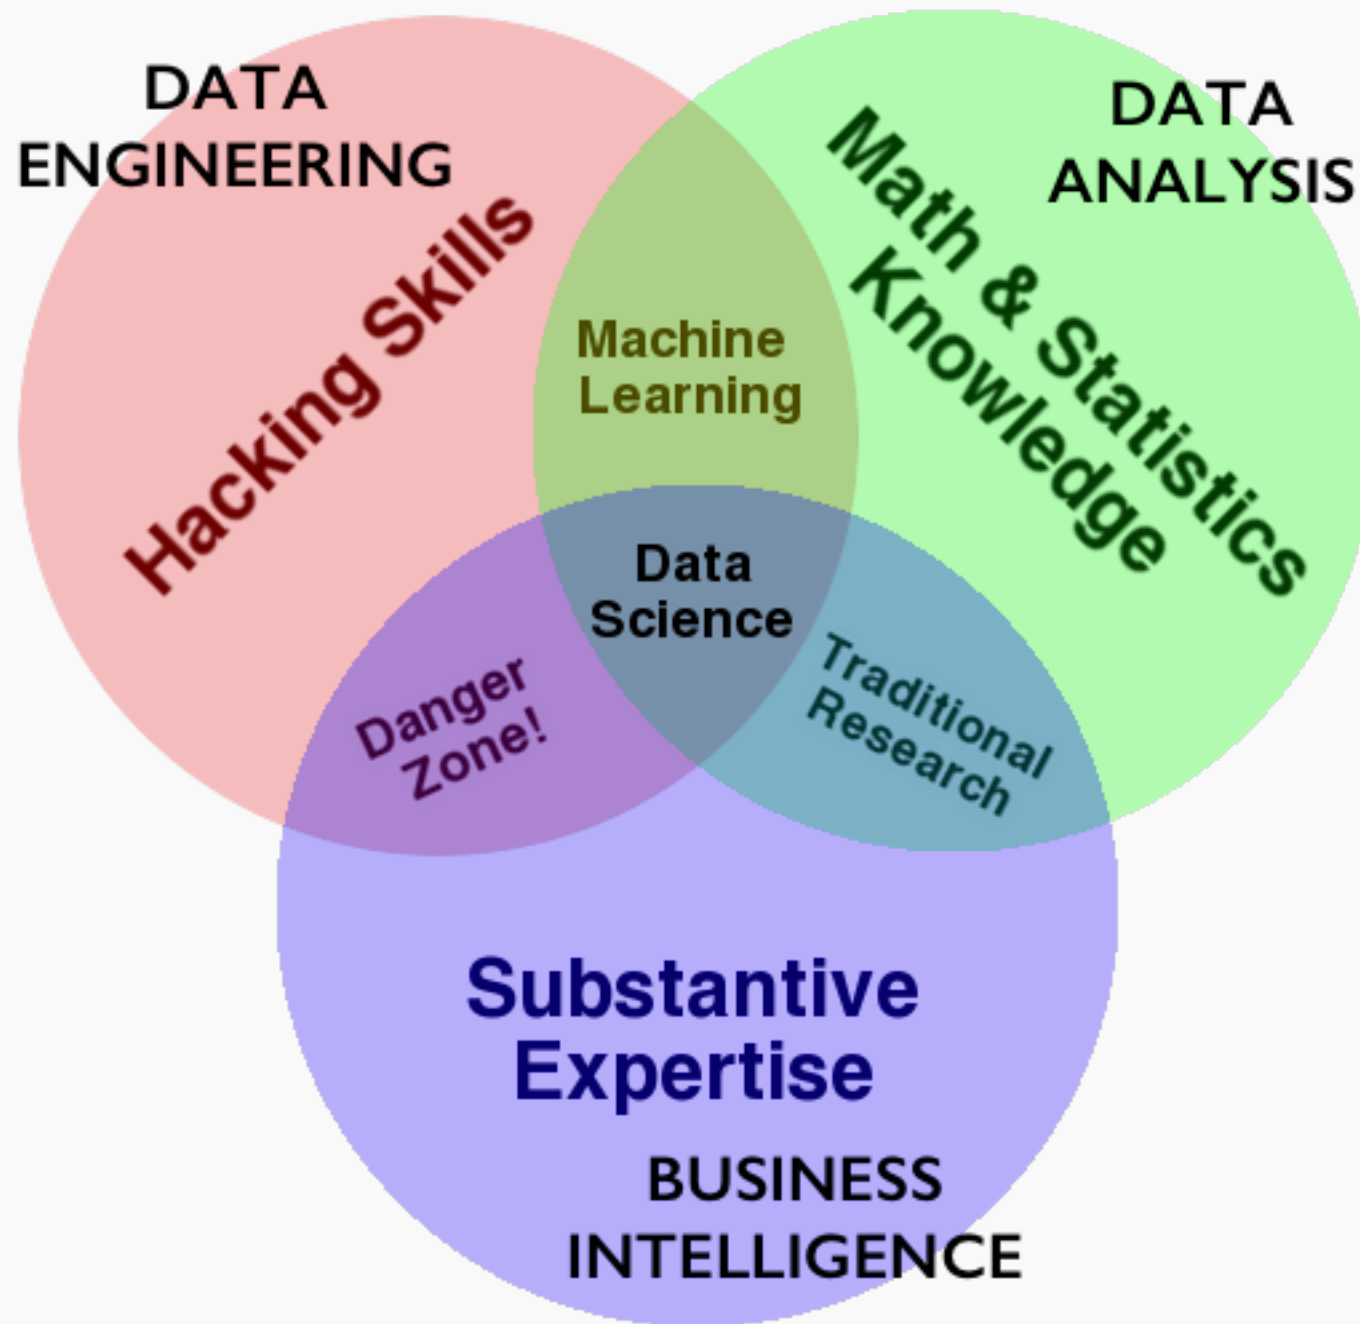 DATA
ENGINEERING
DATA
ANALYSIS
Hacking Skills
Math & Statistics
Knowledge
Machine
Learning
Data
Science
Danger
Zone!
Traditional
Research
Substantive
Expertise
BUSINESS
INTELLIGENCE